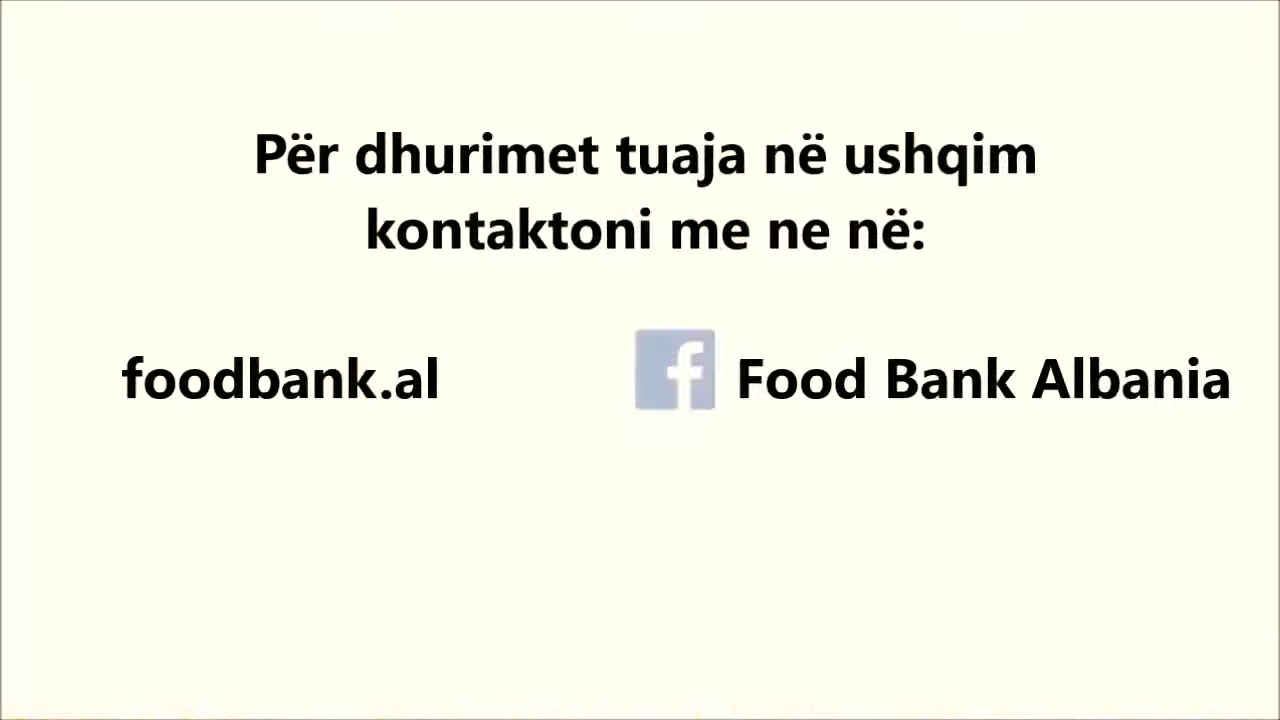 Për dhurimet tuaja në ushqim
kontaktoni me ne në:
foodbank.al
f Food Bank Albania